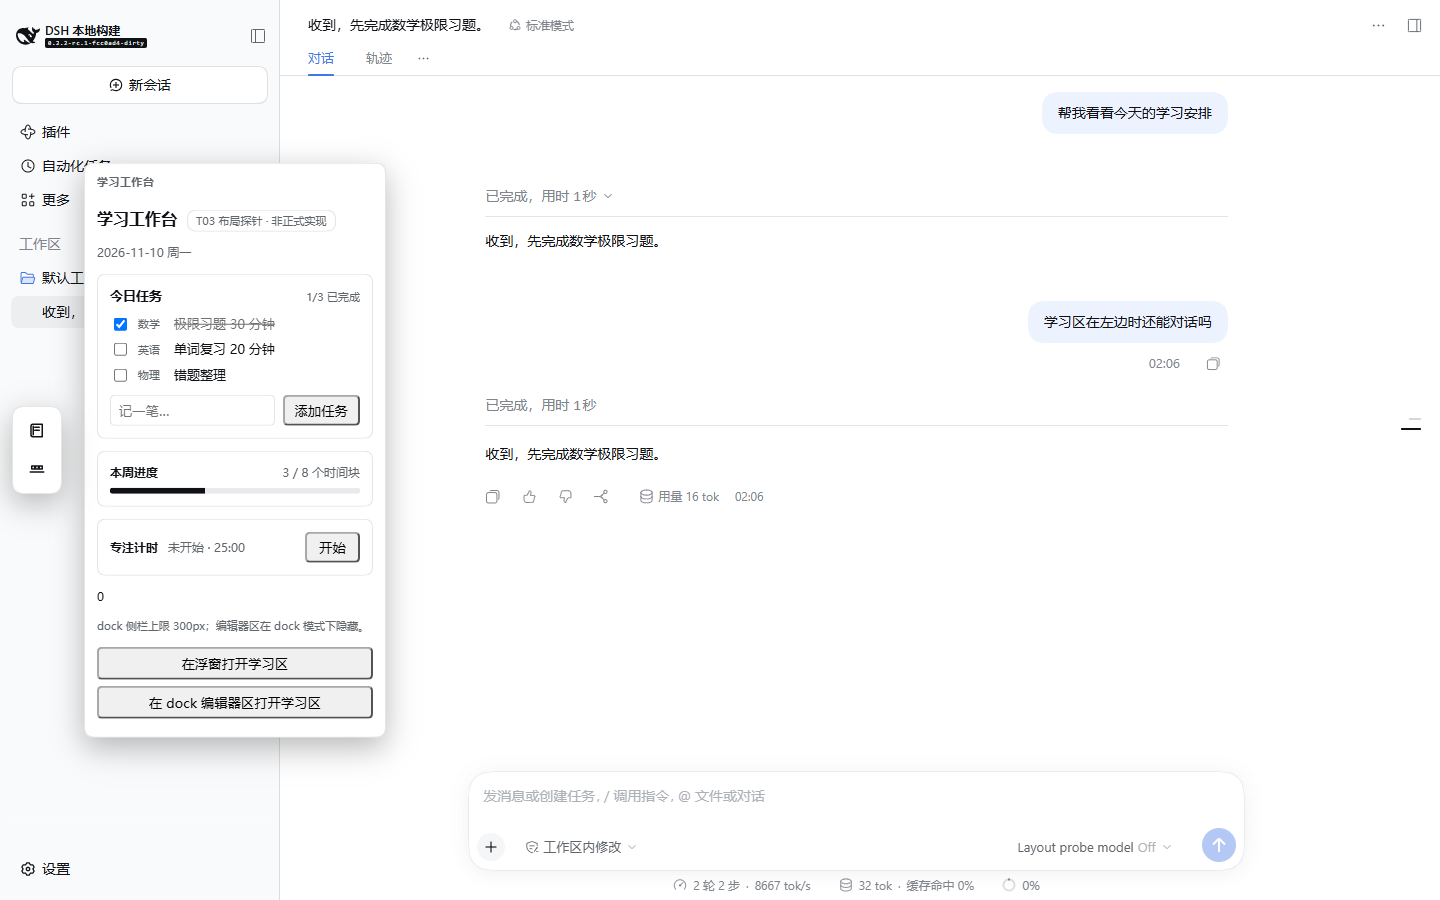 DSH 本地构建
0.3.2-rc.1-fcc0ad4-dirty
新会话
插件
自动化任务
更多
工作区
默认工
收到，
设置
学习工作台
学习工作台
T03 布局探针 · 非正式实现
2026-11-10 周一
今日任务
1/3 已完成
数学 极限习题 30 分钟
英语 单词复习 20 分钟
物理 错题整理
记一笔...
添加任务
本周进度
3 / 8 个时间块
专注计时 未开始 · 25:00
开始
0
dock 侧栏上限 300px；编辑器区在 dock 模式下隐藏。
在浮窗打开学习区
在 dock 编辑器区打开学习区
收到，先完成数学极限习题。
标准模式
对话
轨迹
帮我看看今天的学习安排
已完成，用时 1秒
收到，先完成数学极限习题。
学习区在左边时还能对话吗
02:06
已完成，用时 1秒
收到，先完成数学极限习题。
用量 16 tok
02:06
发消息或创建任务，/ 调用指令，@ 文件或对话
工作区内修改
Layout probe model Off
2 轮 2 步 · 8667 tok/s
32 tok · 缓存命中 0%
0%